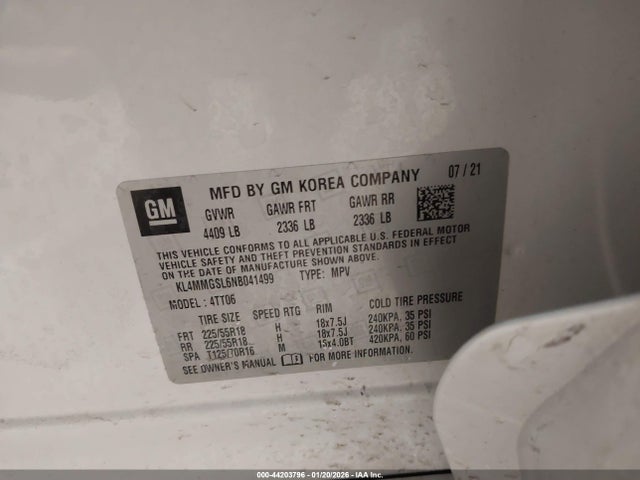 GM
MFD BY GM KOREA COMPANY 07 / 21
GVWR GAWR FRT GAWR RR
4409 LB 2336 LB 2336 LB
THIS VEHICLE CONFORMS TO ALL APPLICABLE U.S. FEDERAL MOTOR
VEHICLE SAFETY AND THEFT PREVENTION STANDARDS IN EFFECT
ON THE DATE OF MANUFACTURE SHOWN ABOVE.
KL4MMGSL6NB041499 TYPE: MPV
MODEL: 4TT06
TIRE SIZE SPEED RTG RIM COLD TIRE PRESSURE
FRT 225/55R18 H 18x7.5J 240KPA, 35 PSI
RR 225/55R18 H 18x7.5J 240KPA, 35 PSI
SPA T125/70R16 M 420KPA, 60 PSI
SEE OWNER'S MANUAL FOR MORE INFORMATION.
000-44203796 - 01/20/2026 - IAA Inc.